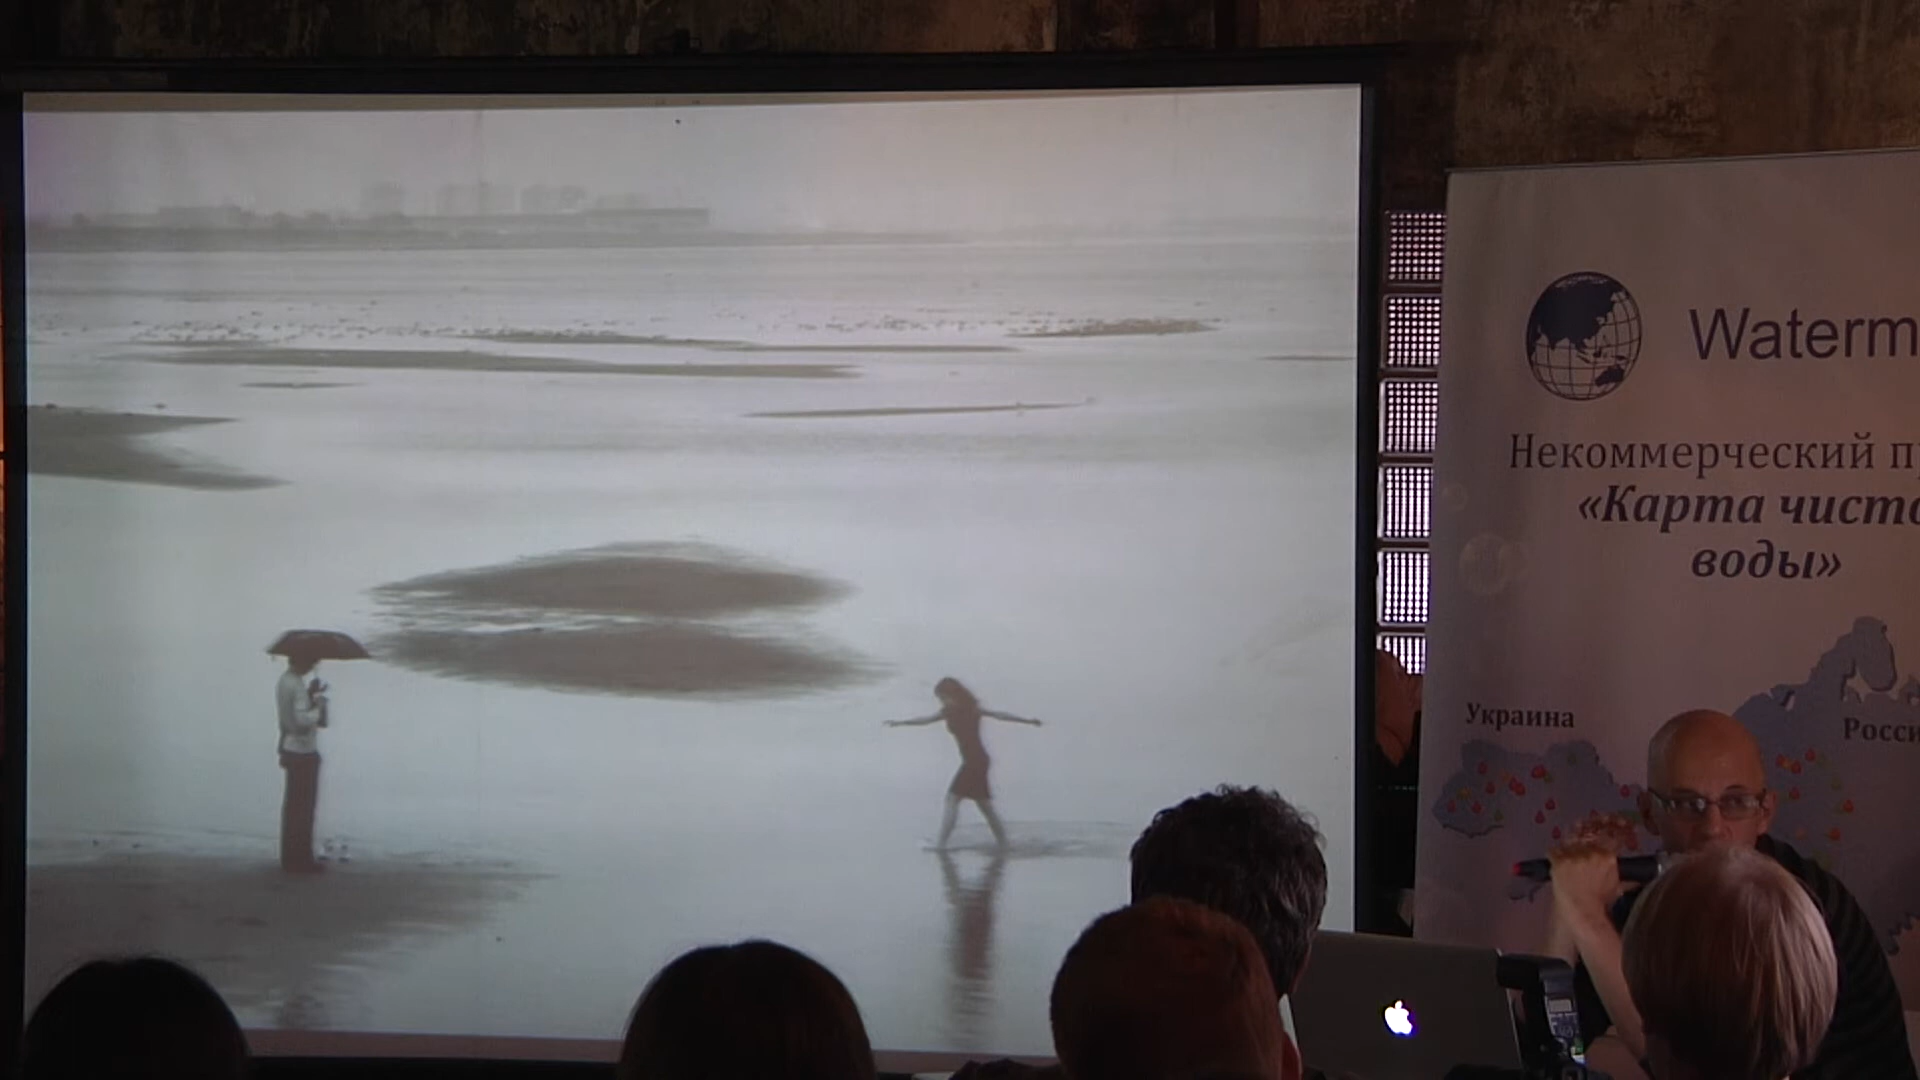 Waterm
Некоммерческий п
«Карта чисто
воды»
Украина
Росси